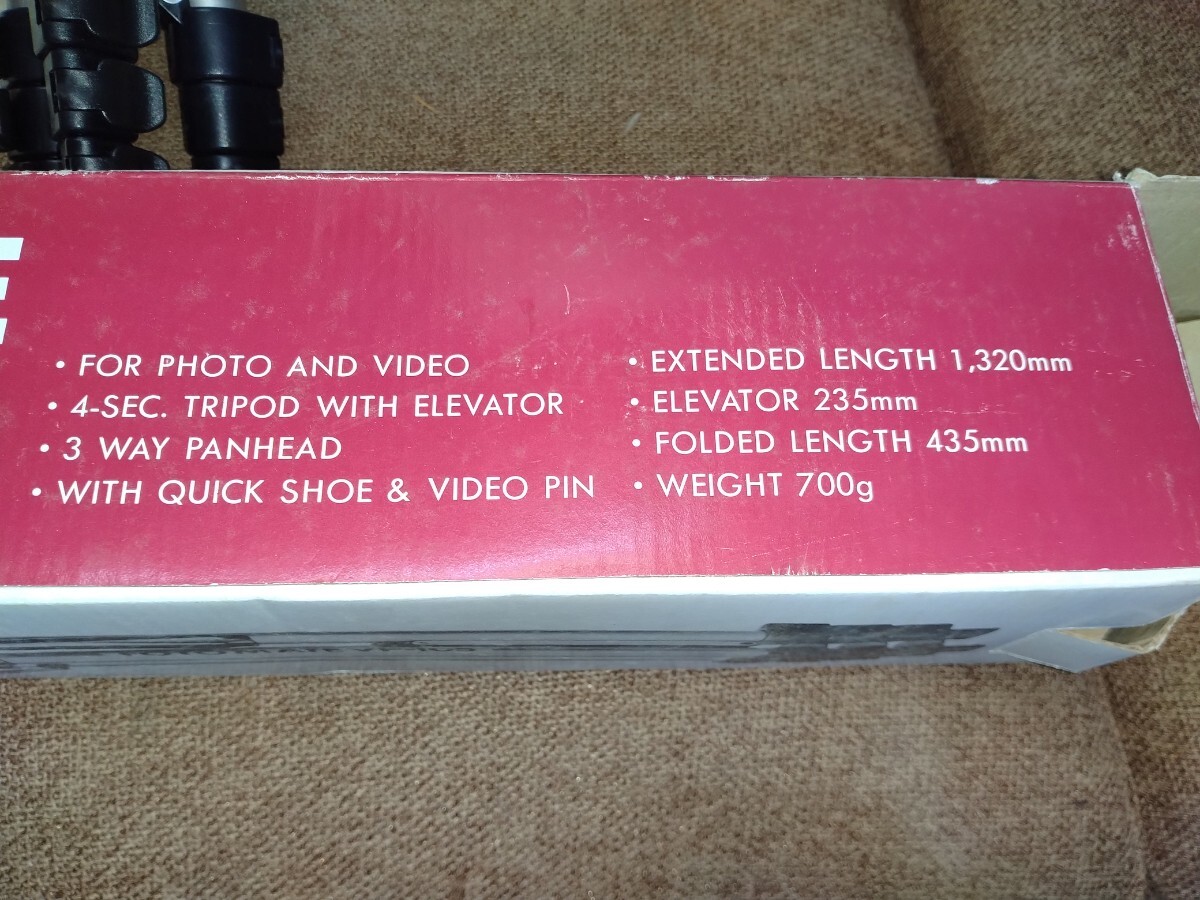 E
• FOR PHOTO AND VIDEO
• 4-SEC. TRIPOD WITH ELEVATOR
• 3 WAY PANHEAD
• WITH QUICK SHOE & VIDEO PIN
• EXTENDED LENGTH 1,320mm
• ELEVATOR 235mm
• FOLDED LENGTH 435mm
• WEIGHT 700g